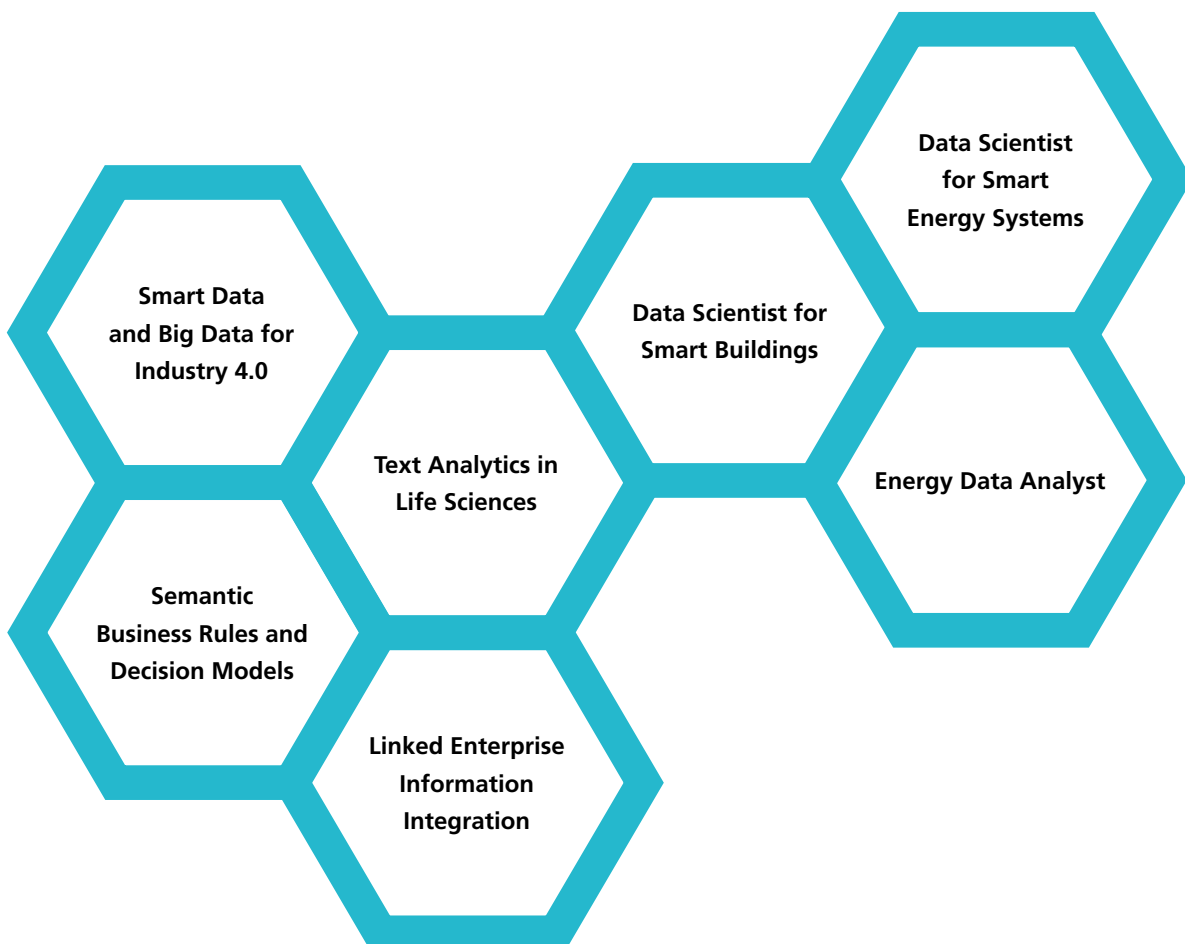 Data Scientist
for Smart
Energy Systems
Smart Data
and Big Data for
Industry 4.0
Data Scientist for
Smart Buildings
Text Analytics in
Life Sciences
Energy Data Analyst
Semantic
Business Rules and
Decision Models
Linked Enterprise
Information
Integration